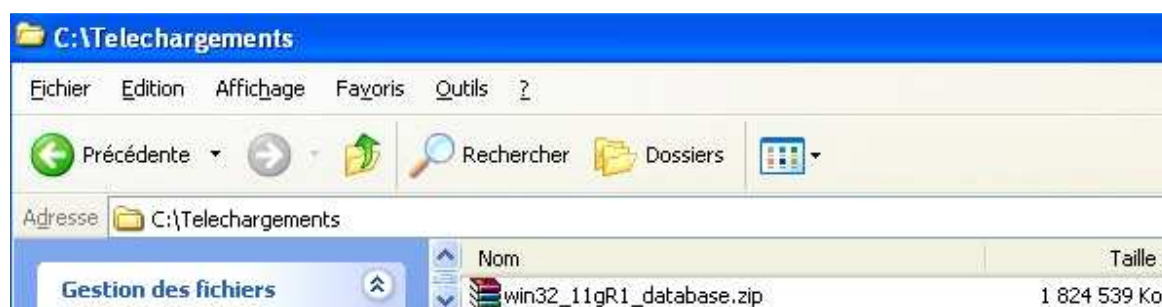 C:\Telechargements
Fichier Edition Affichage Favoris Outils ?
Précédente Rechercher Dossiers
Adresse C:\Telechargements
Nom Taille
Gestion des fichiers
win32_11gR1_database.zip 1 824 539 Ko